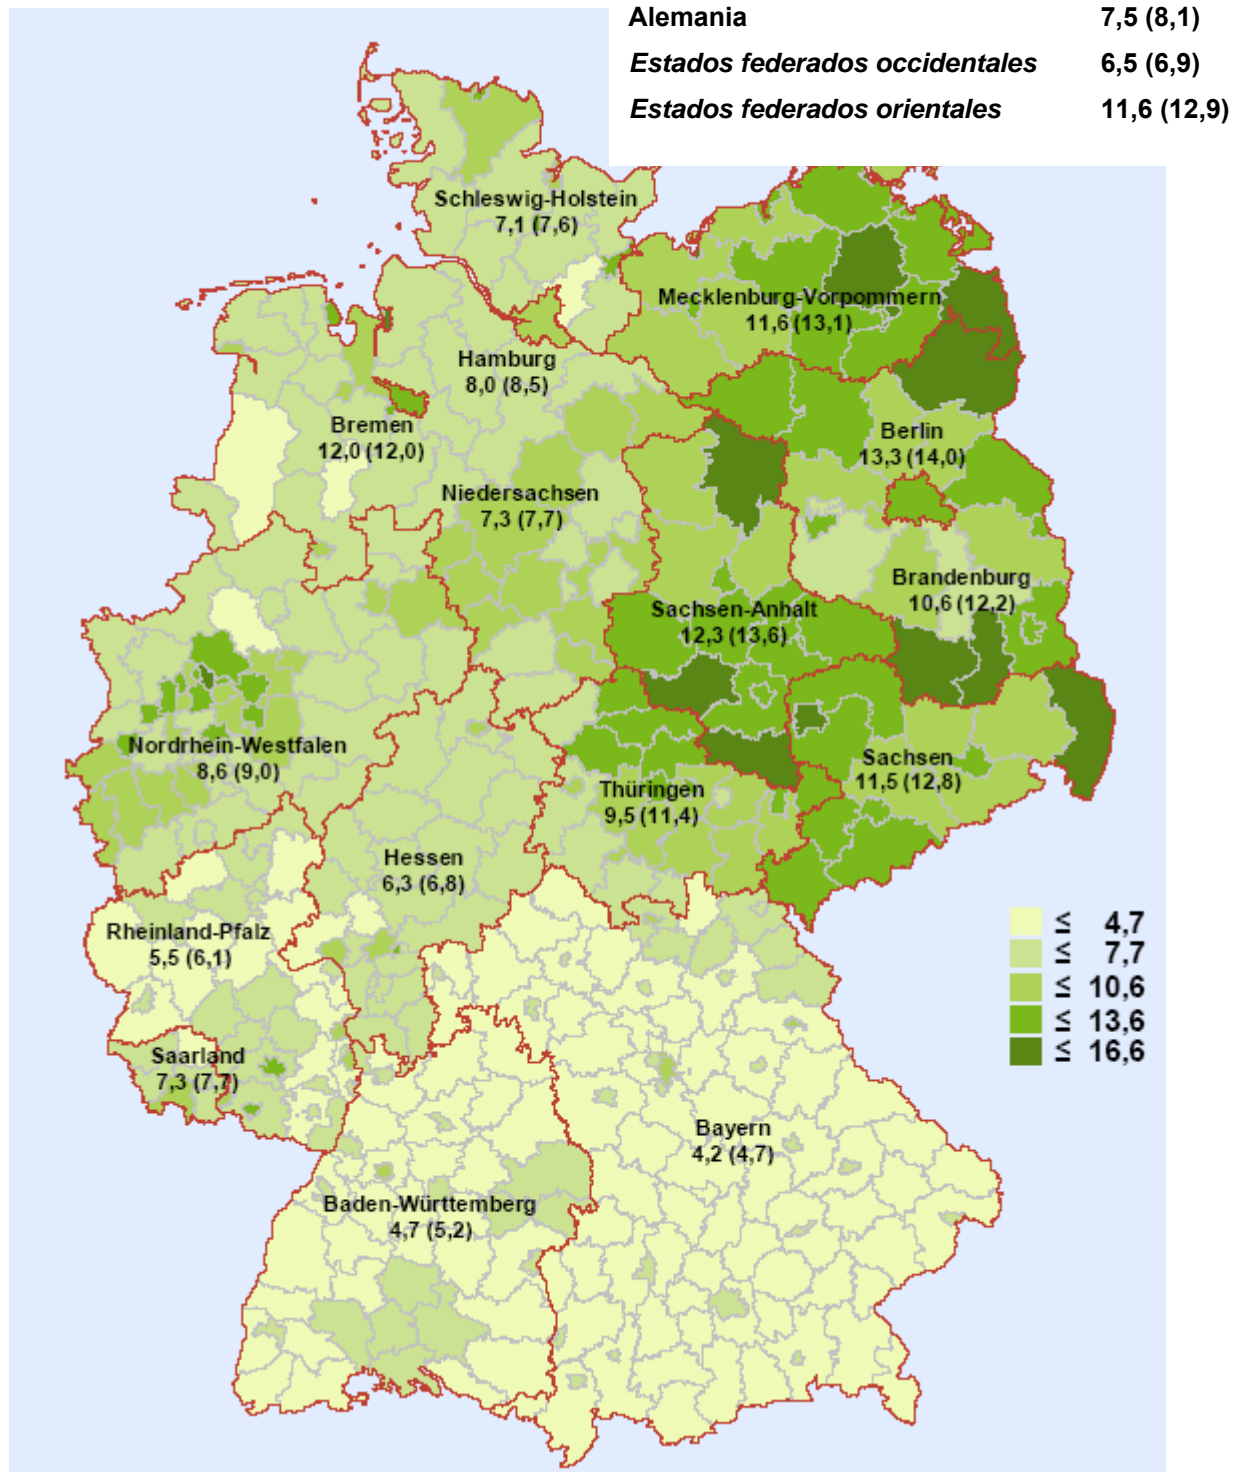 Alemania 7,5 (8,1)
Estados federados occidentales 6,5 (6,9)
Estados federados orientales 11,6 (12,9)
Schleswig-Holstein
7,1 (7,6)
Mecklenburg-Vorpommern
11,6 (13,1)
Hamburg
8,0 (8,5)
Bremen
12,0 (12,0)
Berlin
13,3 (14,0)
Niedersachsen
7,3 (7,7)
Brandenburg
10,6 (12,2)
Sachsen-Anhalt
12,3 (13,6)
Nordrhein-Westfalen
8,6 (9,0)
Sachsen
11,5 (12,8)
Thüringen
9,5 (11,4)
Hessen
6,3 (6,8)
Rheinland-Pfalz
5,5 (6,1)
Saarland
7,3 (7,7)
Bayern
4,2 (4,7)
Baden-Württemberg
4,7 (5,2)
≤ 4,7
≤ 7,7
≤ 10,6
≤ 13,6
≤ 16,6